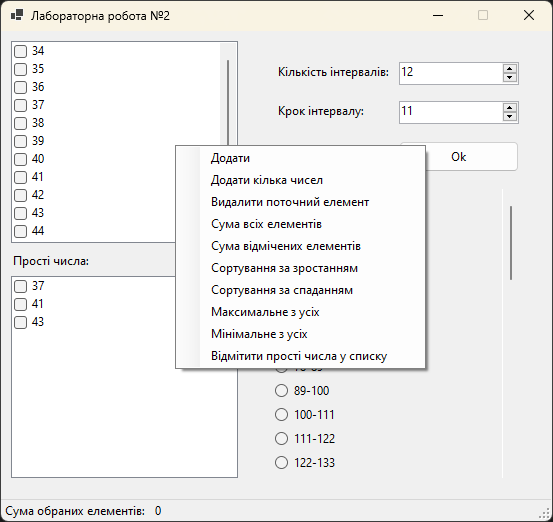 Лабораторна робота №2
34
35
36
37
38
39
40
41
42
43
44
Кількість інтервалів: 12
Крок інтервалу: 11
Ok
Додати
Додати кілька чисел
Видалити поточний елемент
Сума всіх елементів
Сума відмічених елементів
Сортування за зростанням
Сортування за спаданням
Максимальне з усіх
Мінімальне з усіх
Відмітити прості числа у списку
Прості числа:
37
41
43
89-100
100-111
111-122
122-133
Сума обраних елементів: 0